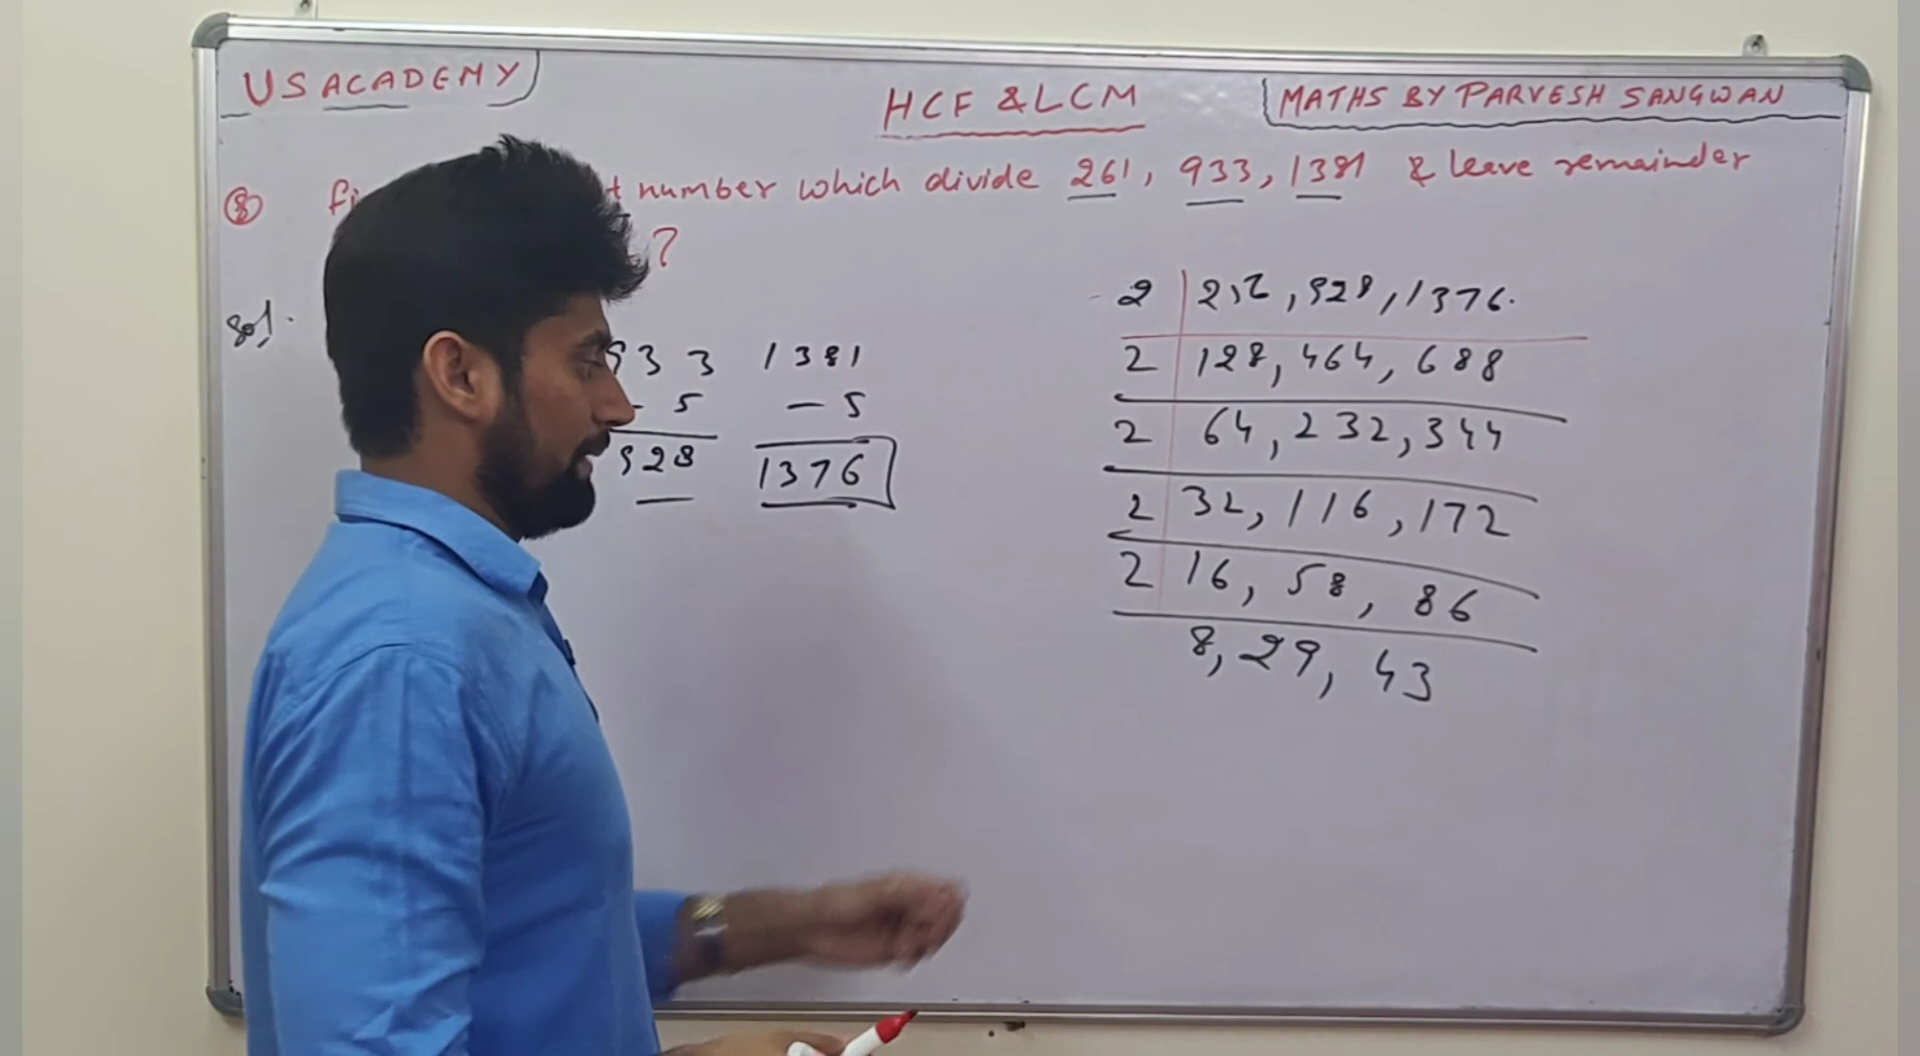 US ACADEMY
HCF & LCM
MATHS BY PARVESH SANGWAN
Q fi t number which divide 261, 933, 1381 & leave remainder
?
Sol.
933 1381
- 5 - 5
928 1376
2 , 928, 1376.
2 128, 464, 688
2 64, 232, 344
2 32, 116, 172
2 16, 58, 86
8, 29, 43